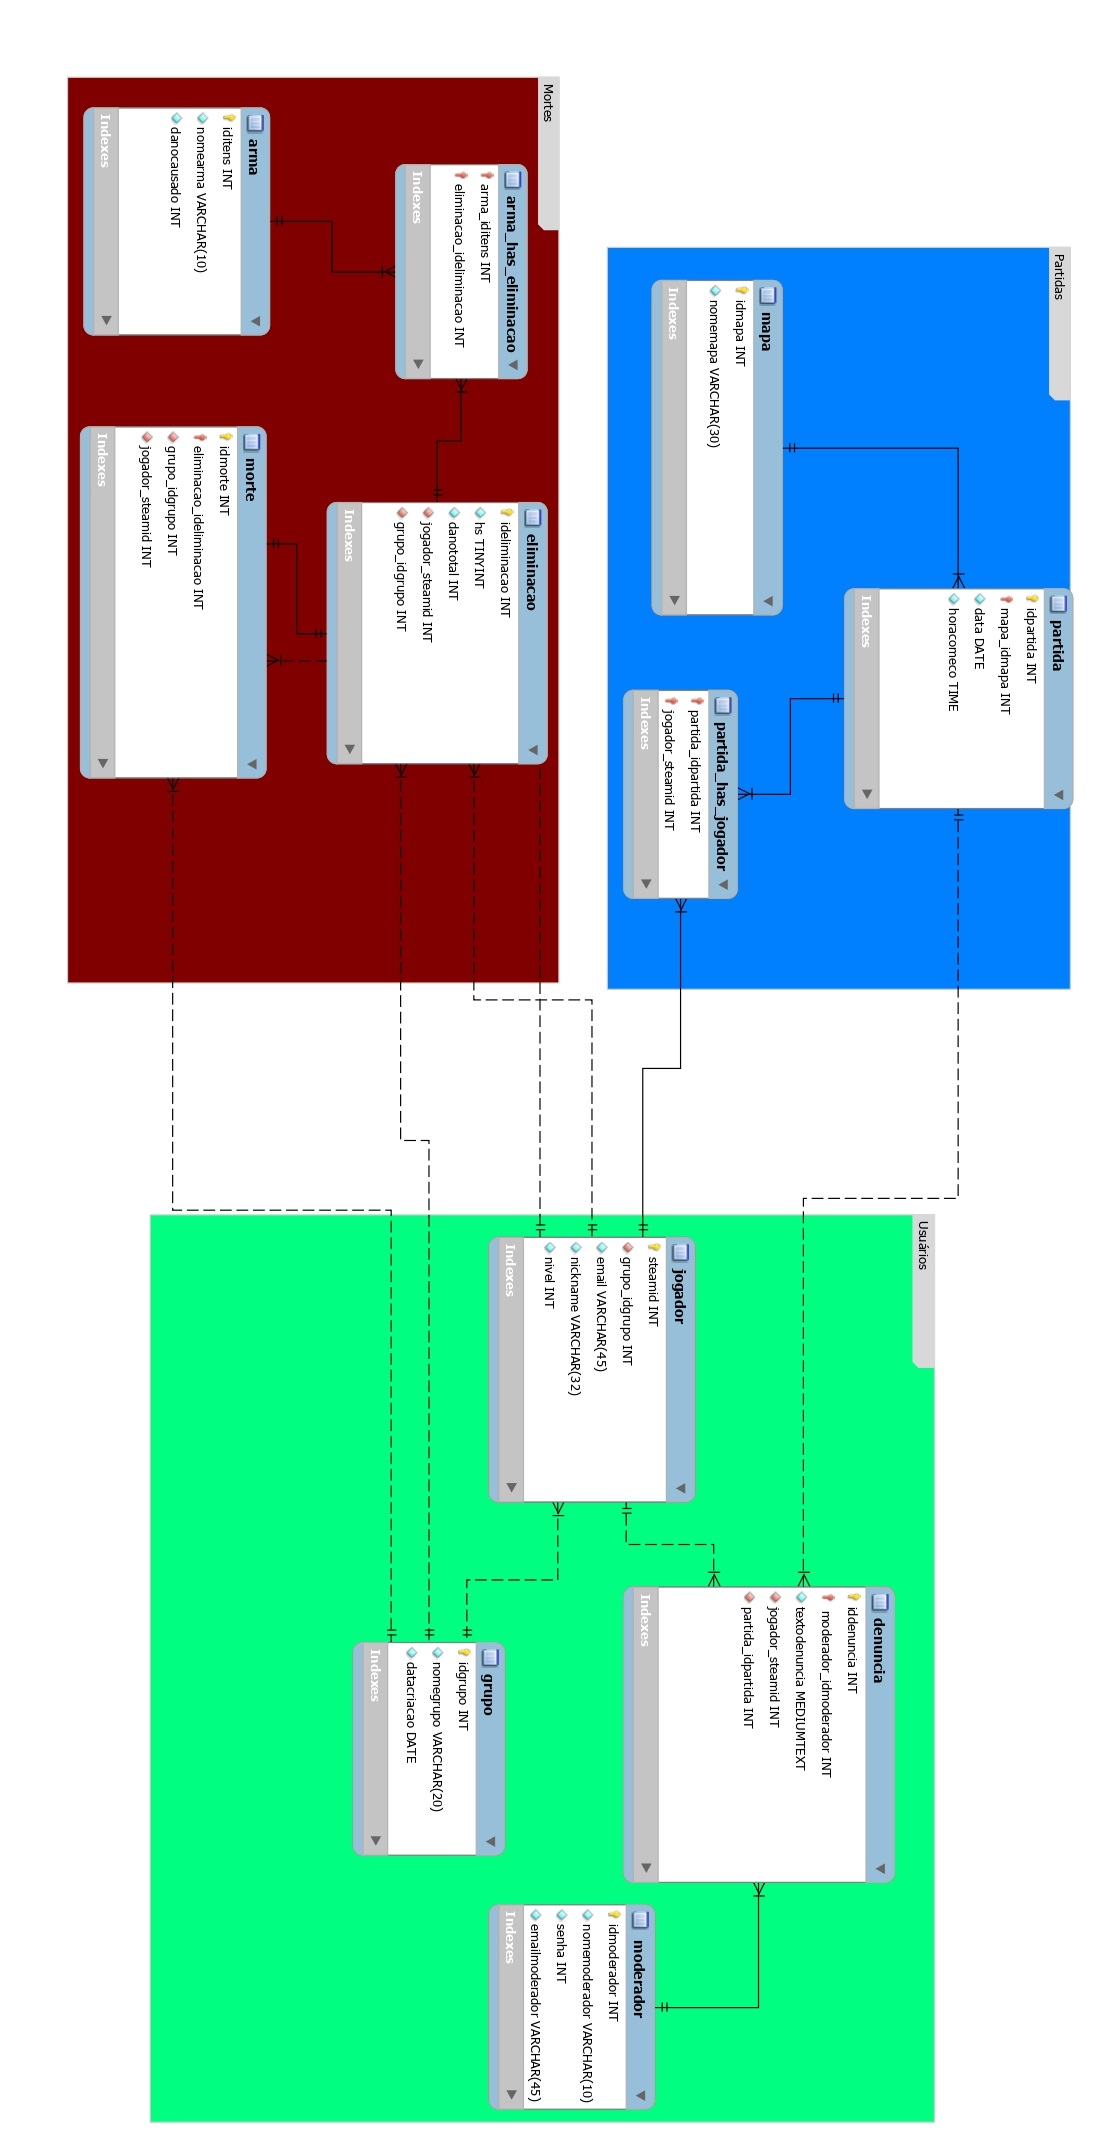 Partidas
partida
idpartida INT
mapa_idmapa INT
data DATE
horacomeco TIME
Indexes
mapa
idmapa INT
nomemapa VARCHAR(30)
Indexes
partida_has_jogador
partida_idpartida INT
jogador_steamid INT
Indexes
Usuários
denuncia
iddenuncia INT
moderador_idmoderador INT
textodenuncia MEDIUMTEXT
jogador_steamid INT
partida_idpartida INT
Indexes
jogador
steamid INT
grupo_idgrupo INT
email VARCHAR(45)
nickname VARCHAR(32)
nivel INT
Indexes
moderador
idmoderador INT
nomemoderador VARCHAR(10)
senha INT
emailmoderador VARCHAR(45)
Indexes
grupo
idgrupo INT
nomegrupo VARCHAR(20)
datacriacao DATE
Indexes
Mortes
arma_has_eliminacao
arma_iditens INT
eliminacao_ideliminacao INT
Indexes
eliminacao
ideliminacao INT
hs TINYINT
danototal INT
jogador_steamid INT
grupo_idgrupo INT
Indexes
arma
iditens INT
nomearma VARCHAR(10)
danocausado INT
Indexes
morte
idmorte INT
eliminacao_ideliminacao INT
grupo_idgrupo INT
jogador_steamid INT
Indexes